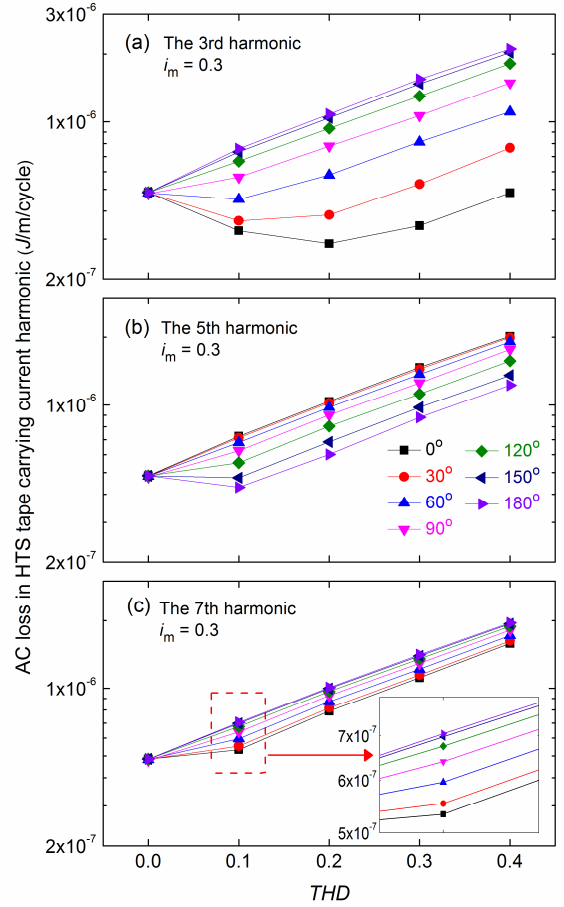 AC loss in HTS tape carrying current harmonic (J/m/cycle)
3x10⁻⁶
(a) The 3rd harmonic
iₘ = 0.3
1x10⁻⁶
2x10⁻⁷
(b) The 5th harmonic
iₘ = 0.3
1x10⁻⁶
0° 120°
30° 150°
60° 180°
90°
2x10⁻⁷
(c) The 7th harmonic
iₘ = 0.3
1x10⁻⁶
7x10⁻⁷
6x10⁻⁷
5x10⁻⁷
2x10⁻⁷
0.0 0.1 0.2 0.3 0.4
THD